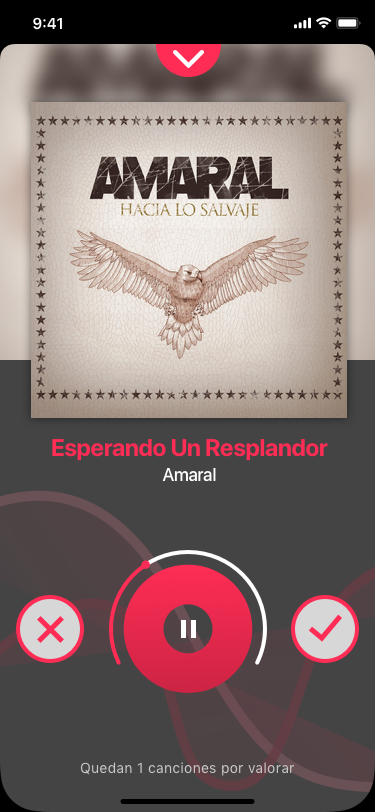 9:41
AMARAL
HACIA LO SALVAJE
Esperando Un Resplandor
Amaral
Quedan 1 canciones por valorar